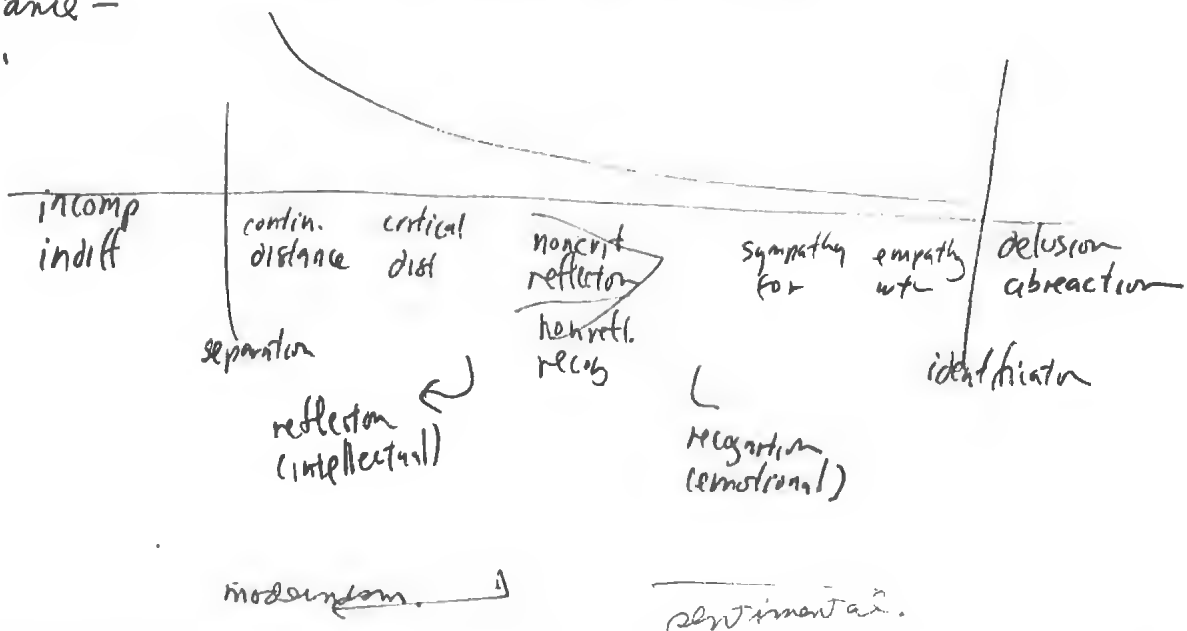 ance —
incomp
indiff
contin.
distance
critical
dist
noncrit
reflection
nonrefl.
recog
sympathy
for
empathy
with
delusion
abreaction
separation
identification
reflection
(intellectual)
recognition
(emotional)
modernism.
sentimental.